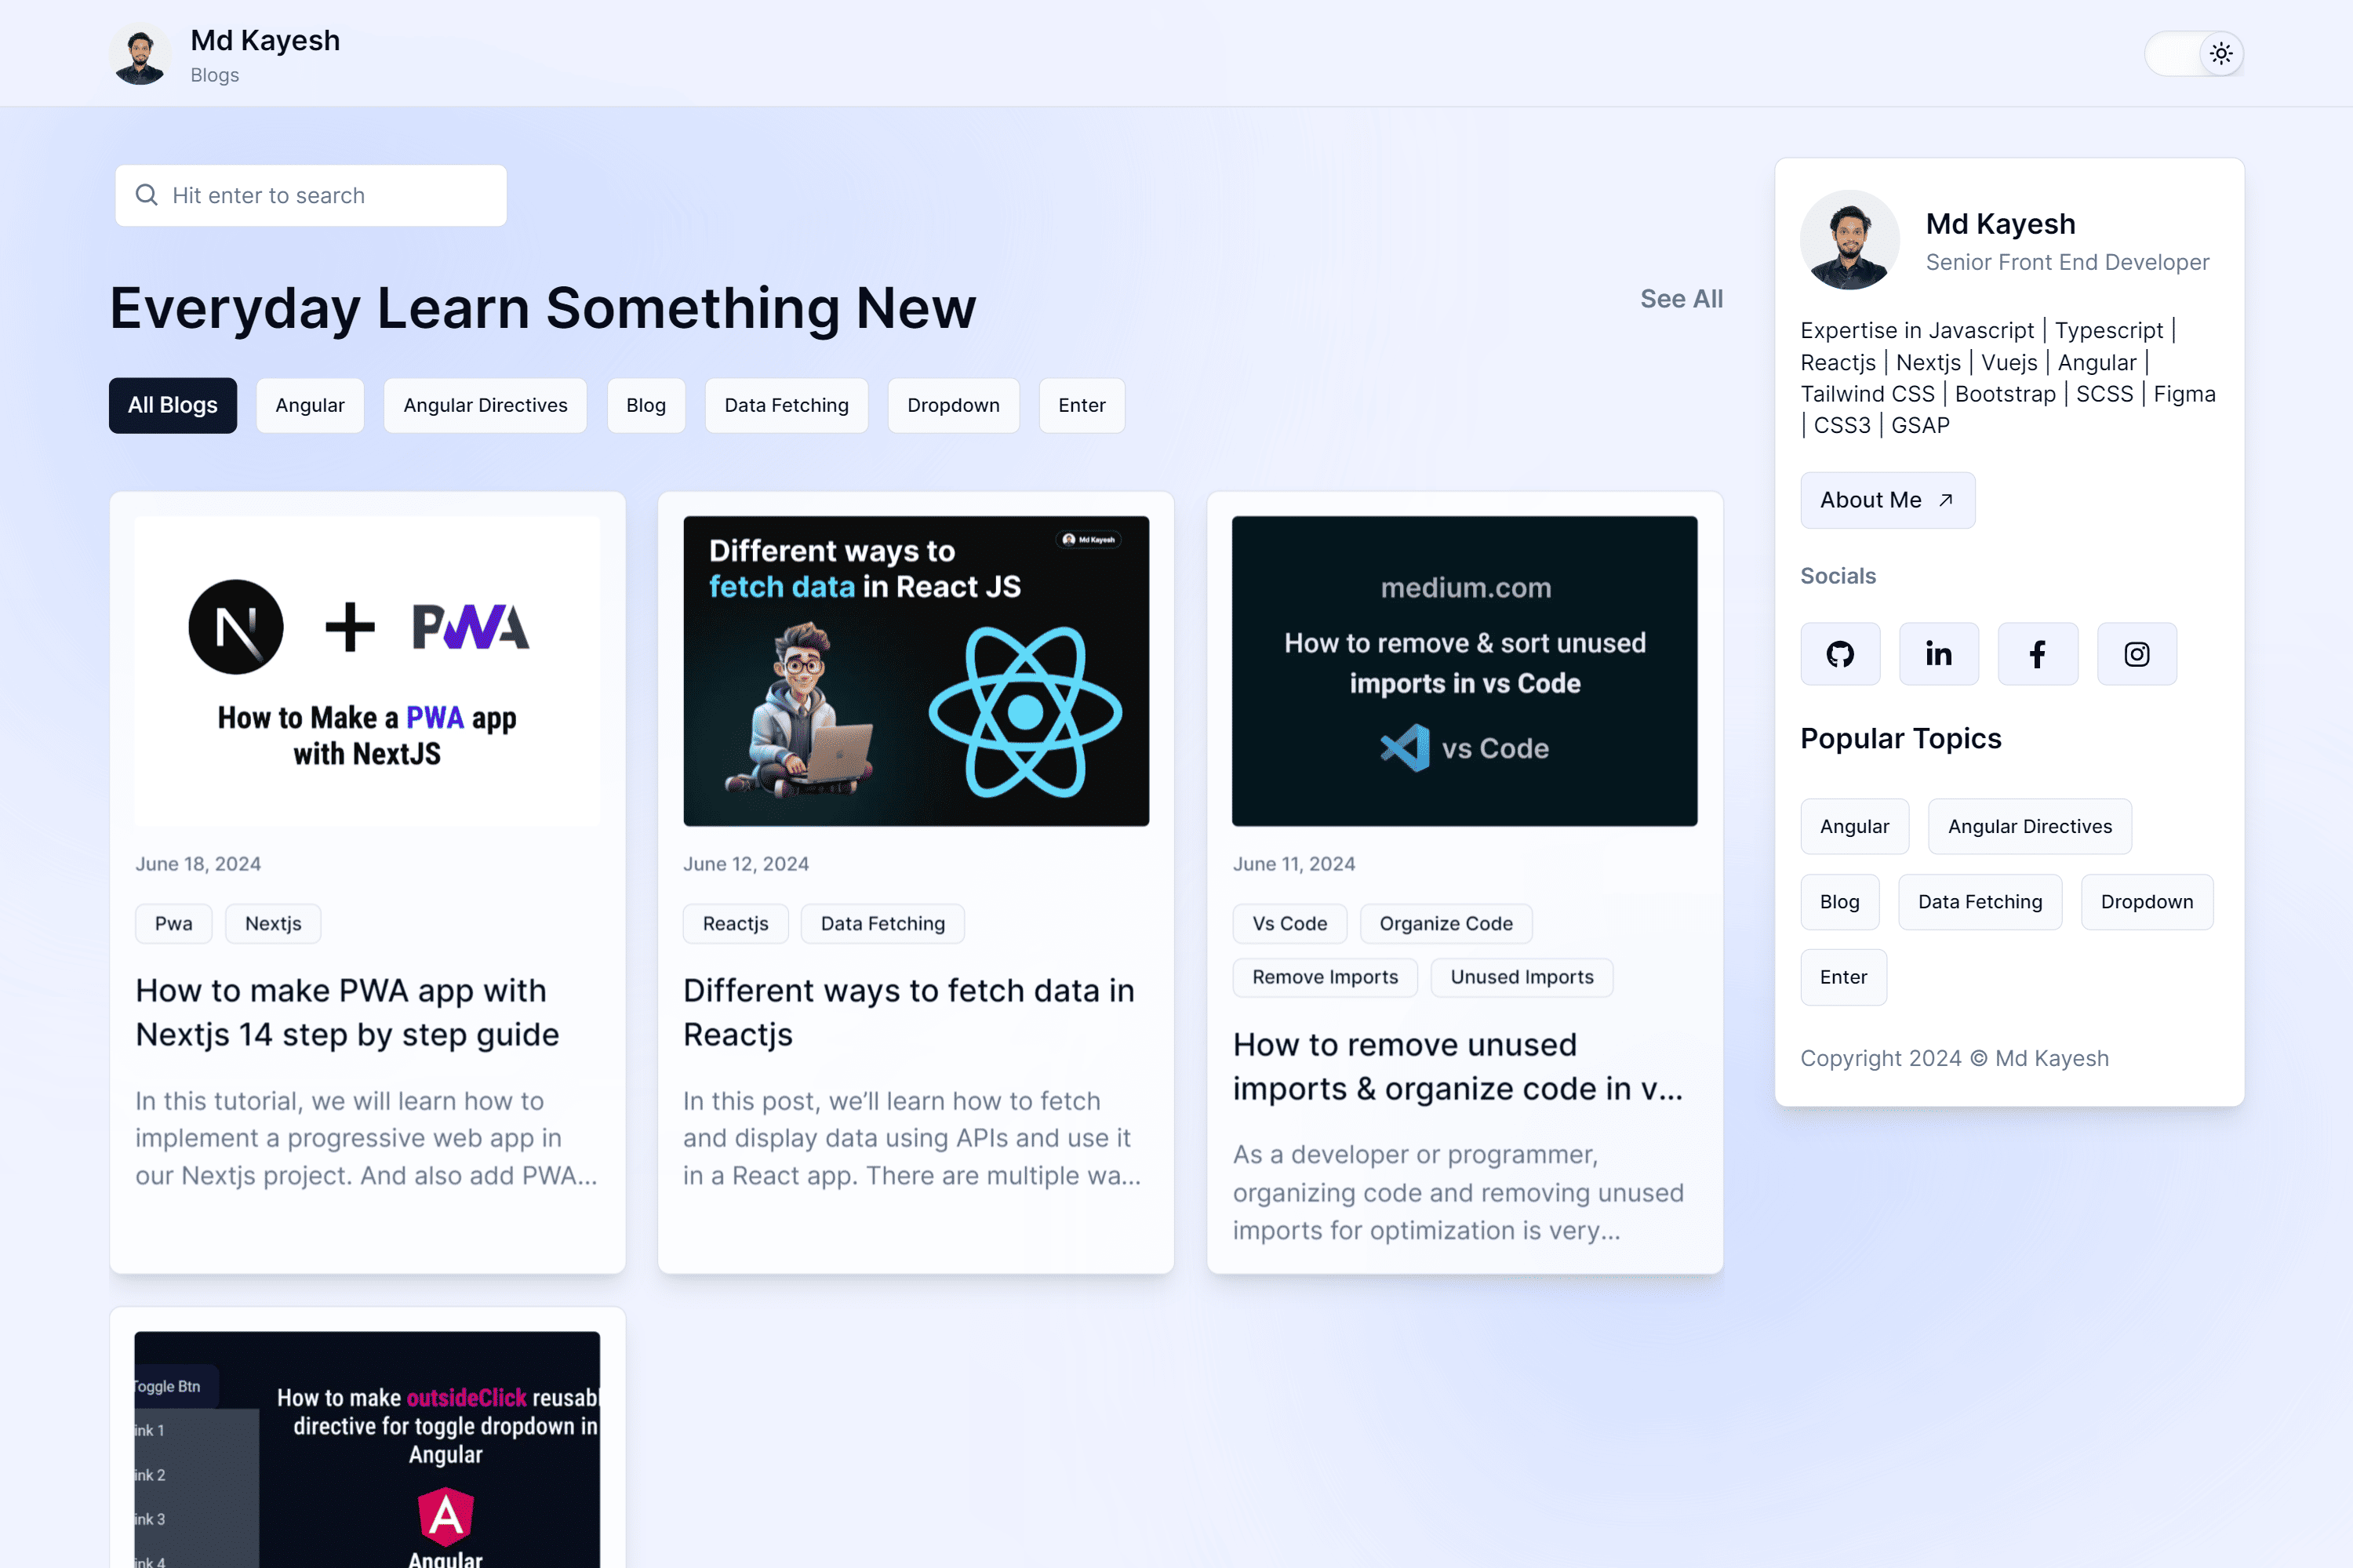 Md Kayesh
Blogs
Hit enter to search
Everyday Learn Something New
See All
All Blogs
Angular
Angular Directives
Blog
Data Fetching
Dropdown
Enter
N + PWA
How to Make a PWA app
with NextJS
June 18, 2024
Pwa
Nextjs
How to make PWA app with
Nextjs 14 step by step guide
In this tutorial, we will learn how to
implement a progressive web app in
our Nextjs project. And also add PWA...
Different ways to
fetch data in React JS
Md Kayesh
June 12, 2024
Reactjs
Data Fetching
Different ways to fetch data in
Reactjs
In this post, we’ll learn how to fetch
and display data using APIs and use it
in a React app. There are multiple wa...
medium.com
How to remove & sort unused
imports in vs Code
vs Code
June 11, 2024
Vs Code
Organize Code
Remove Imports
Unused Imports
How to remove unused
imports & organize code in v...
As a developer or programmer,
organizing code and removing unused
imports for optimization is very...
Toggle Btn
ink 1
ink 2
ink 3
ink 4
How to make outsideClick reusabl
directive for toggle dropdown in
Angular
A
Angular
Md Kayesh
Senior Front End Developer
Expertise in Javascript | Typescript |
Reactjs | Nextjs | Vuejs | Angular |
Tailwind CSS | Bootstrap | SCSS | Figma
| CSS3 | GSAP
About Me
Socials
in
f
Popular Topics
Angular
Angular Directives
Blog
Data Fetching
Dropdown
Enter
Copyright 2024 © Md Kayesh